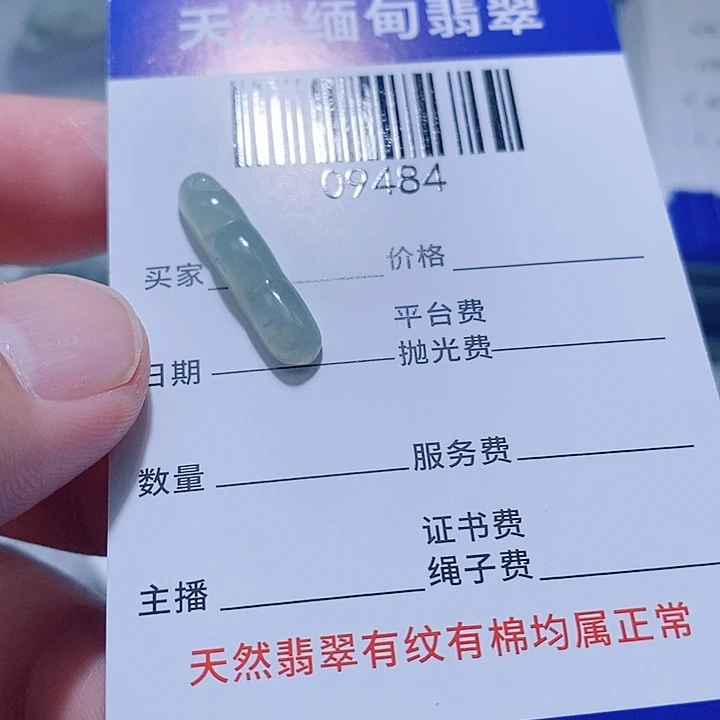 天然缅甸翡翠
09484
买家 价格
平台费
日期 抛光费
数量 服务费
证书费
主播 绳子费
天然翡翠有纹有棉均属正常